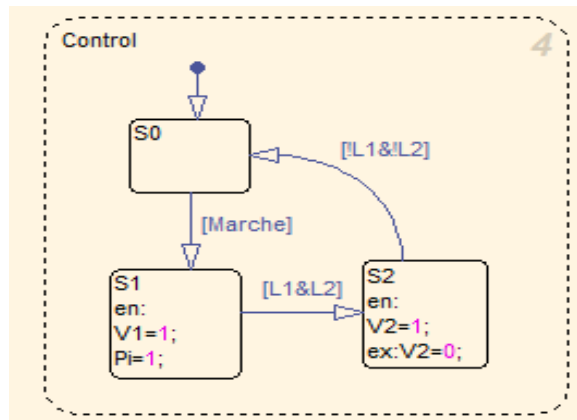 Control
4
S0
[!L1&!L2]
[Marche]
S1
en:
V1=1;
Pi=1;
[L1&L2]
S2
en:
V2=1;
ex:V2=0;